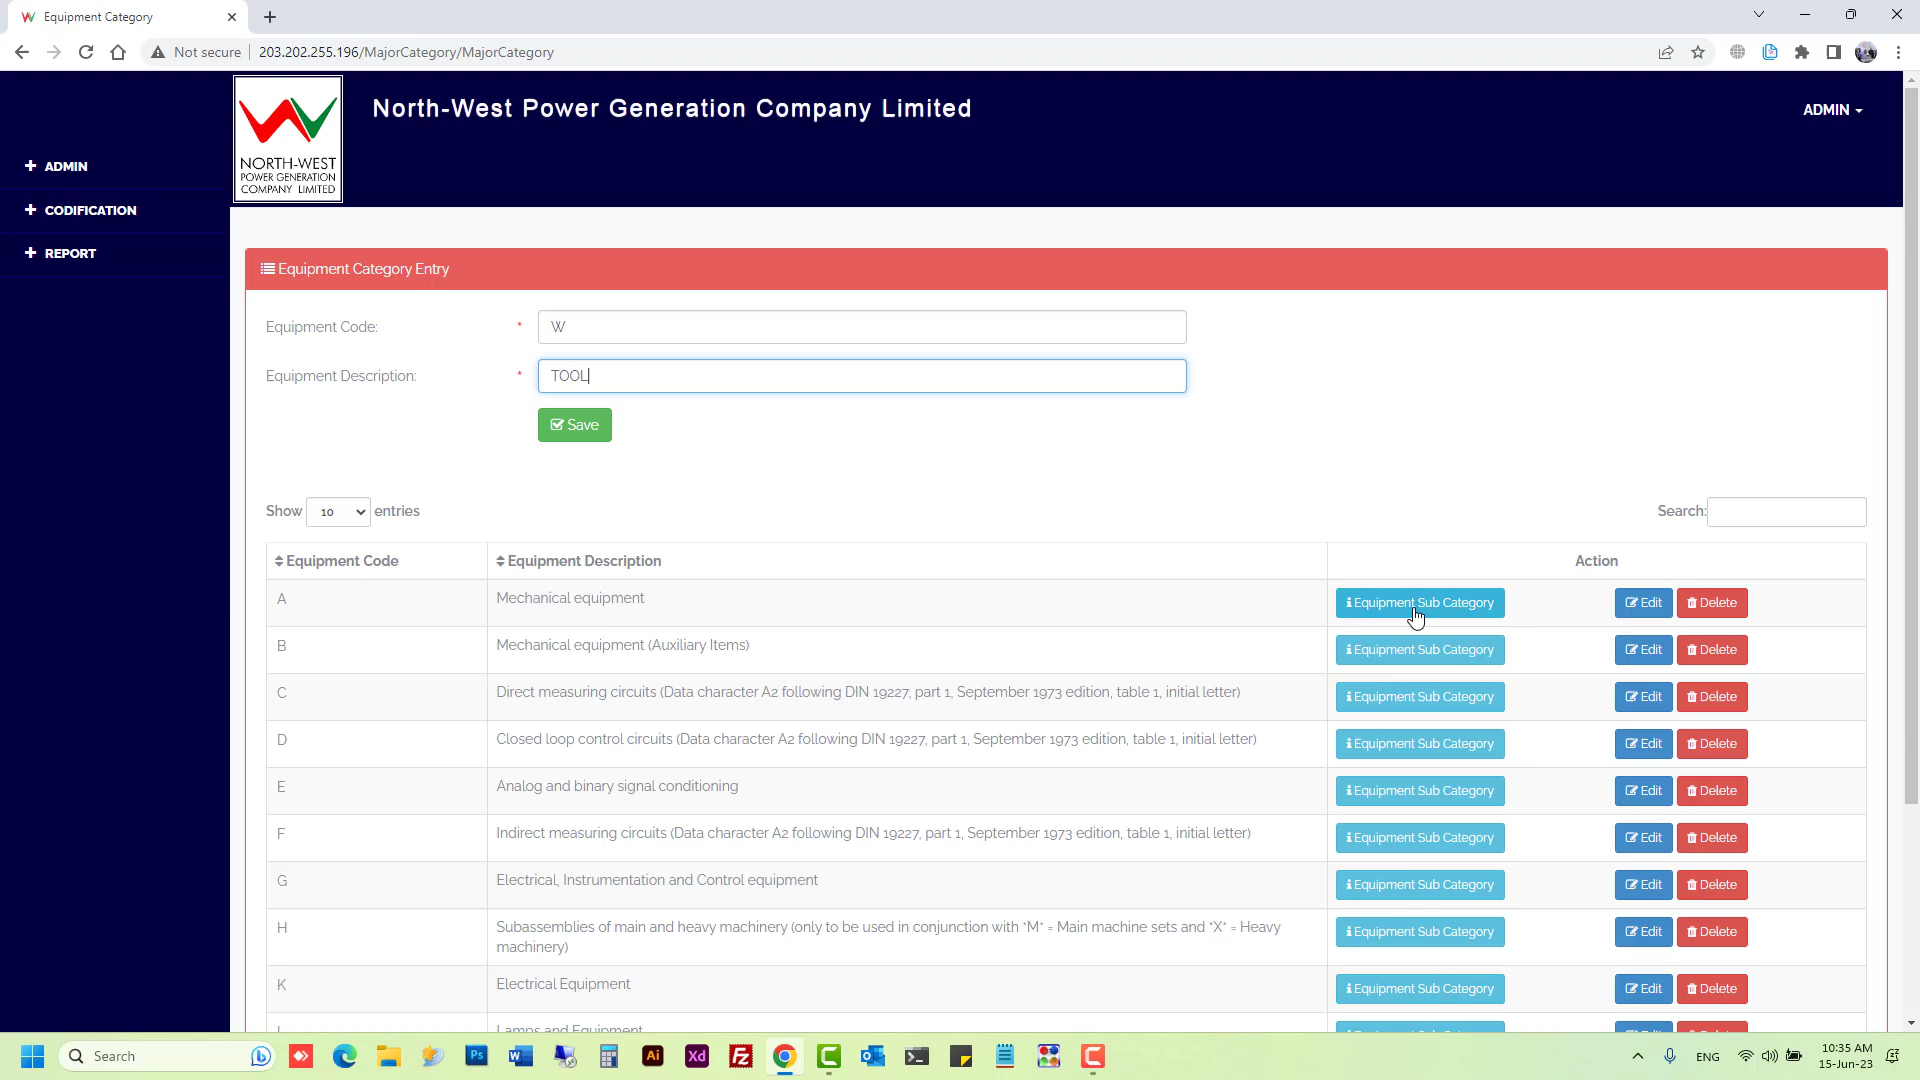 Equipment Category
Not secure
203.202.255.196/MajorCategory/MajorCategory
North-West Power Generation Company Limited
ADMIN
NORTH-WEST
POWER GENERATION
COMPANY LIMITED
ADMIN
CODIFICATION
REPORT
Equipment Category Entry
Equipment Code: * W
Equipment Description: * TOOL
Save
Show 10 entries
Search:
Equipment Code Equipment Description Action
A Mechanical equipment Equipment Sub Category Edit Delete
B Mechanical equipment (Auxiliary Items) Equipment Sub Category Edit Delete
C Direct measuring circuits (Data character A2 following DIN 19227, part 1, September 1973 edition, table 1, initial letter) Equipment Sub Category Edit Delete
D Closed loop control circuits (Data character A2 following DIN 19227, part 1, September 1973 edition, table 1, initial letter) Equipment Sub Category Edit Delete
E Analog and binary signal conditioning Equipment Sub Category Edit Delete
F Indirect measuring circuits (Data character A2 following DIN 19227, part 1, September 1973 edition, table 1, initial letter) Equipment Sub Category Edit Delete
G Electrical, Instrumentation and Control equipment Equipment Sub Category Edit Delete
H Subassemblies of main and heavy machinery (only to be used in conjunction with "M" = Main machine sets and "X" = Heavy
machinery) Equipment Sub Category Edit Delete
K Electrical Equipment Equipment Sub Category Edit Delete
Lamps and Equipment
Search
Ps
Ai
Xd
Fz
ENG
10:35 AM
15-Jun-23